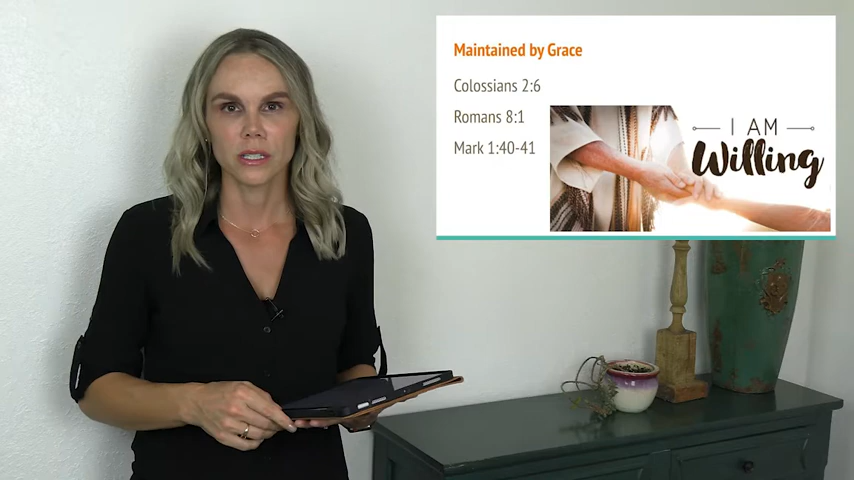 Maintained by Grace
Colossians 2:6
Romans 8:1
Mark 1:40-41
I AM
Willing